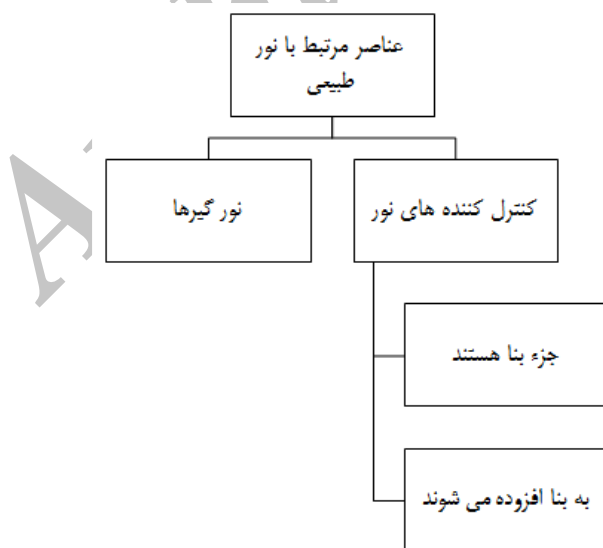 عناصر مرتبط با نور
طبیعی
کنترل کننده های نور
نور گیرها
جزء بنا هستند
به بنا افزوده می شوند